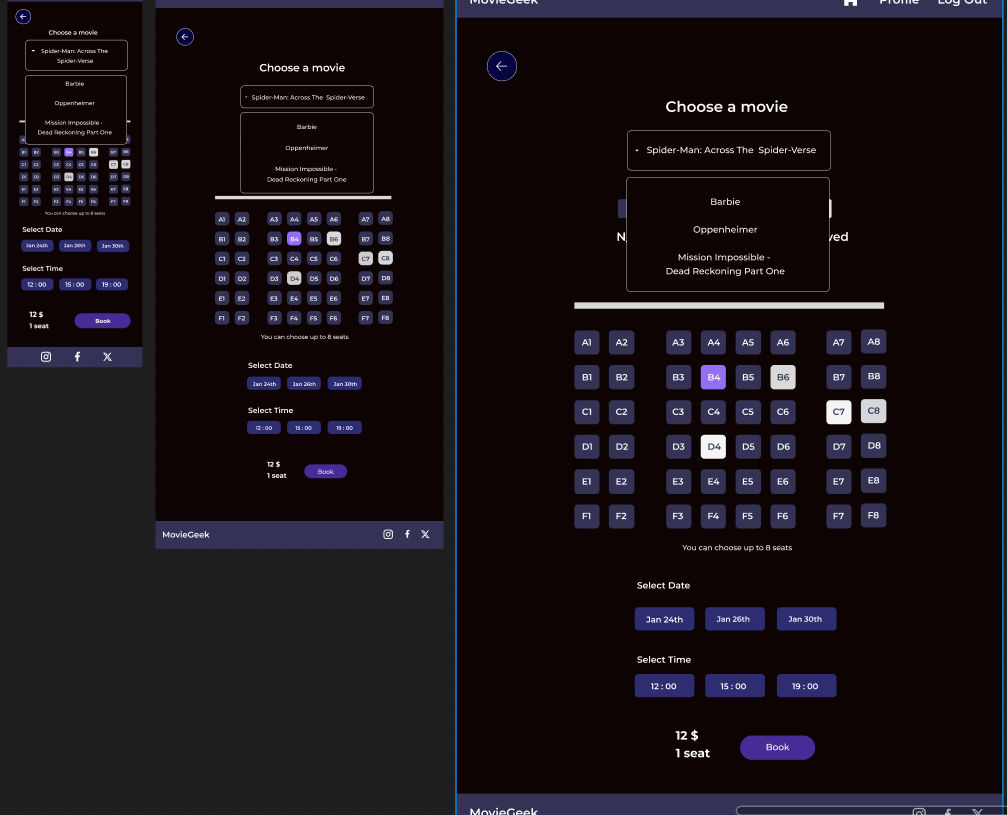 Choose a movie
Spider-Man: Across The
Spider-Verse
Barbie
Oppenheimer
Mission Impossible -
Dead Reckoning Part One
B1 B2 B3 B4 B5 B6 B7 B8
C1 C2 C3 C4 C5 C6 C7 C8
D1 D2 D3 D4 D5 D6 D7 D8
E1 E2 E3 E4 E5 E6 E7 E8
F1 F2 F3 F4 F5 F6 F7 F8
You can choose up to 8 seats
Select Date
Jan 24th Jan 26th Jan 30th
Select Time
12 : 00 15 : 00 19 : 00
12 $
1 seat
Book
Choose a movie
Spider-Man: Across The Spider-Verse
Barbie
Oppenheimer
Mission Impossible -
Dead Reckoning Part One
A1 A2 A3 A4 A5 A6 A7 A8
B1 B2 B3 B4 B5 B6 B7 B8
C1 C2 C3 C4 C5 C6 C7 C8
D1 D2 D3 D4 D5 D6 D7 D8
E1 E2 E3 E4 E5 E6 E7 E8
F1 F2 F3 F4 F5 F6 F7 F8
You can choose up to 8 seats
Select Date
Jan 24th Jan 26th Jan 30th
Select Time
12 : 00 15 : 00 19 : 00
12 $
1 seat
Book
MovieGeek
MovieGeek Profile Log Out
Choose a movie
Spider-Man: Across The Spider-Verse
Barbie
Oppenheimer
Mission Impossible -
Dead Reckoning Part One
A1 A2 A3 A4 A5 A6 A7 A8
B1 B2 B3 B4 B5 B6 B7 B8
C1 C2 C3 C4 C5 C6 C7 C8
D1 D2 D3 D4 D5 D6 D7 D8
E1 E2 E3 E4 E5 E6 E7 E8
F1 F2 F3 F4 F5 F6 F7 F8
You can choose up to 8 seats
Select Date
Jan 24th Jan 26th Jan 30th
Select Time
12 : 00 15 : 00 19 : 00
12 $
1 seat
Book
MovieGeek